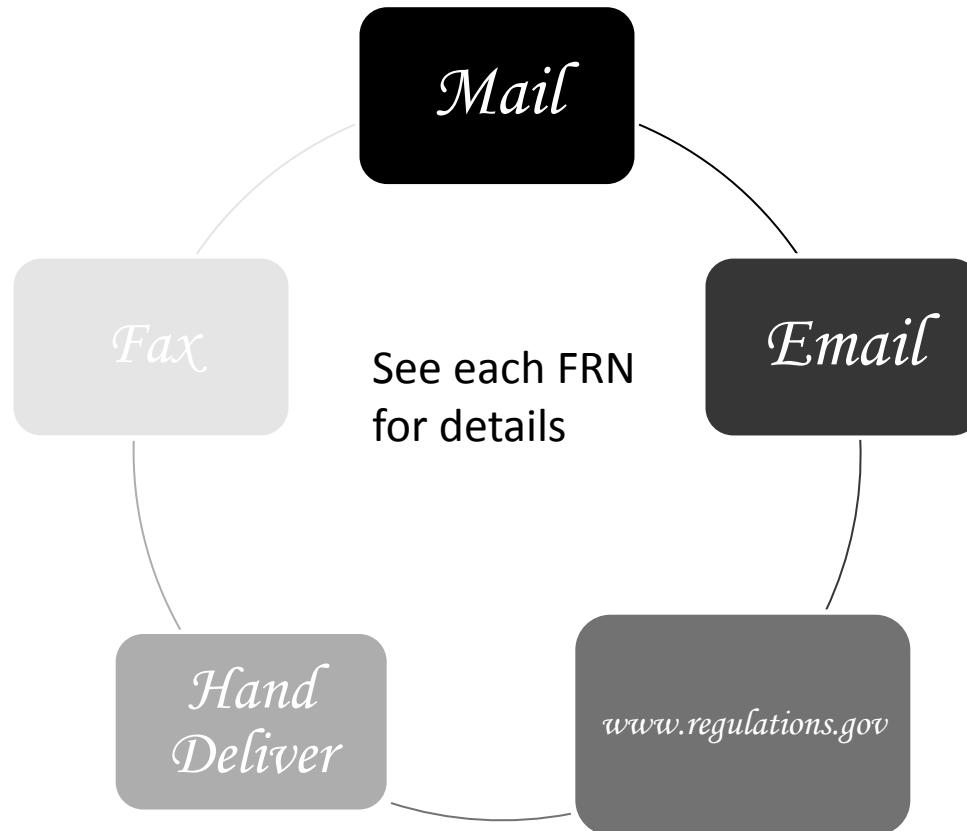 Mail
Fax
Email
See each FRN
for details
Hand
Deliver
www.regulations.gov